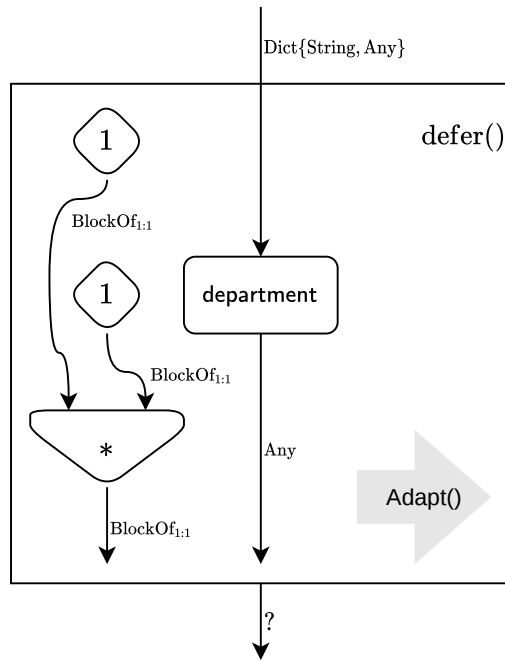 Dict{String, Any}
defer()
1
BlockOf1:1
1
department
BlockOf1:1
*
Any
Adapt()
BlockOf1:1
?